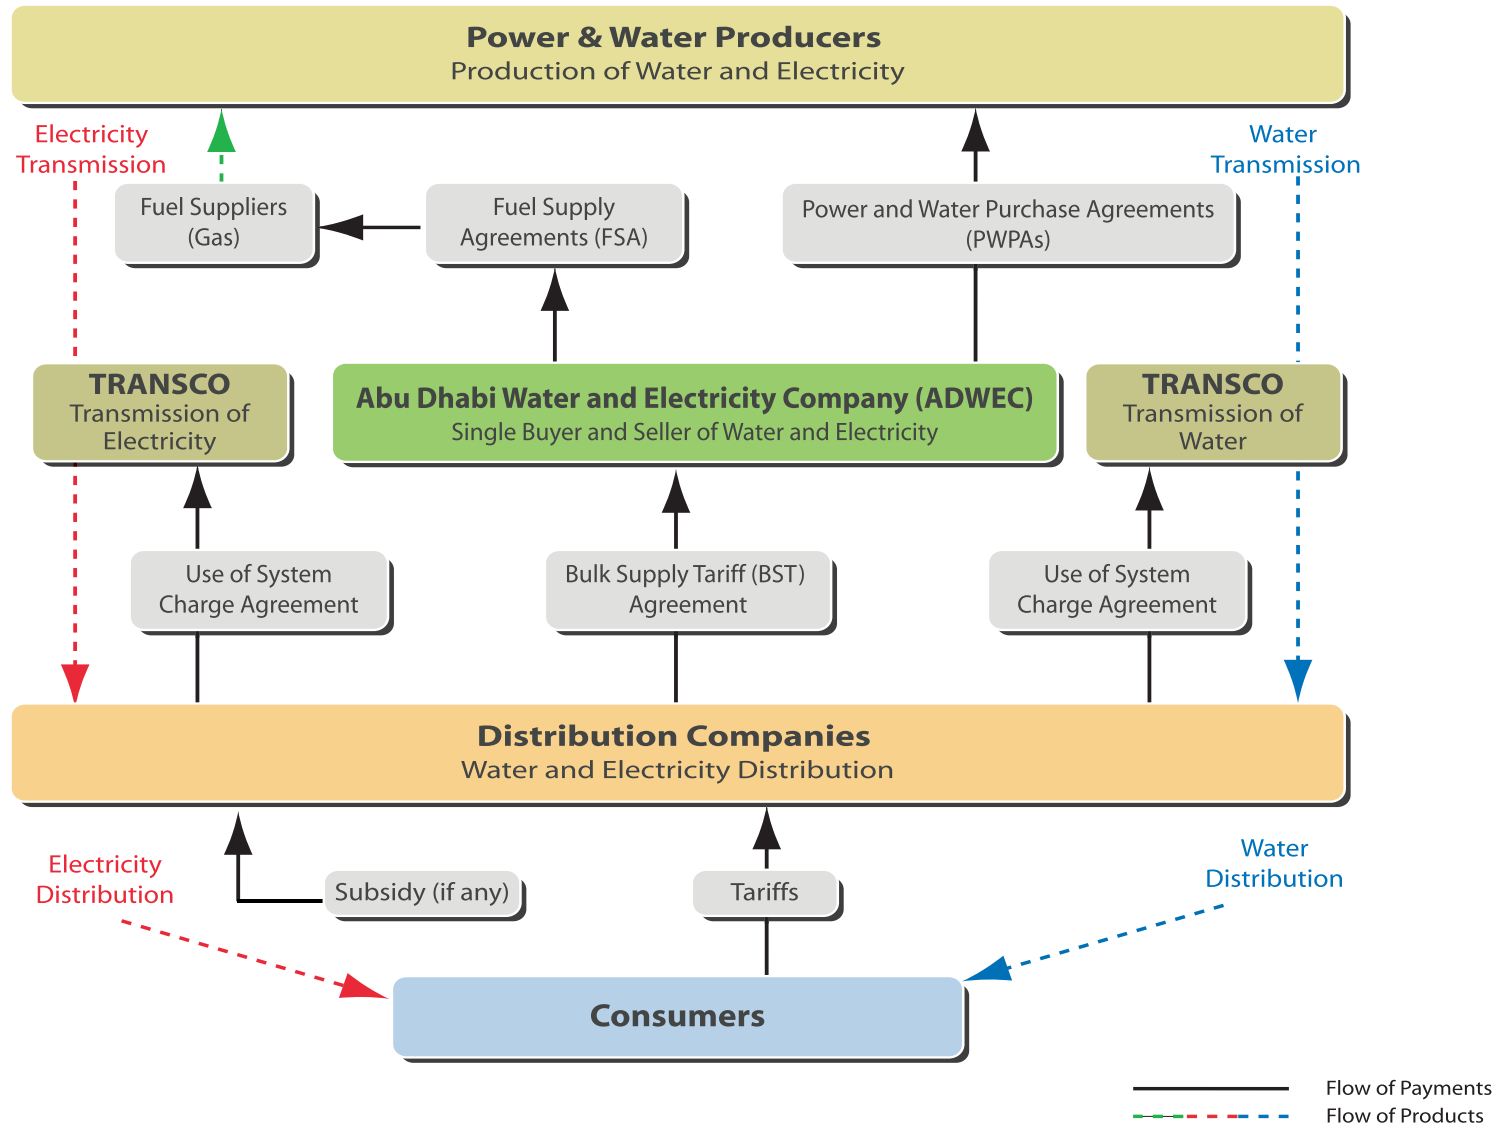 Power & Water Producers
Production of Water and Electricity
Electricity
Transmission
Water
Transmission
Fuel Suppliers
(Gas)
Fuel Supply
Agreements (FSA)
Power and Water Purchase Agreements
(PWPAs)
TRANSCO
Transmission of
Electricity
Abu Dhabi Water and Electricity Company (ADWEC)
Single Buyer and Seller of Water and Electricity
TRANSCO
Transmission of
Water
Use of System
Charge Agreement
Bulk Supply Tariff (BST)
Agreement
Use of System
Charge Agreement
Distribution Companies
Water and Electricity Distribution
Electricity
Distribution
Subsidy (if any)
Tariffs
Water
Distribution
Consumers
Flow of Payments
Flow of Products